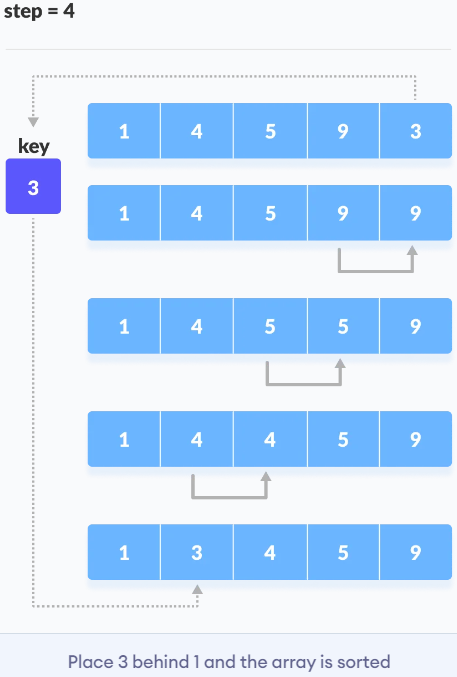 step = 4
1 4 5 9 3
key
3
1 4 5 9 9
1 4 5 5 9
1 4 4 5 9
1 3 4 5 9
Place 3 behind 1 and the array is sorted